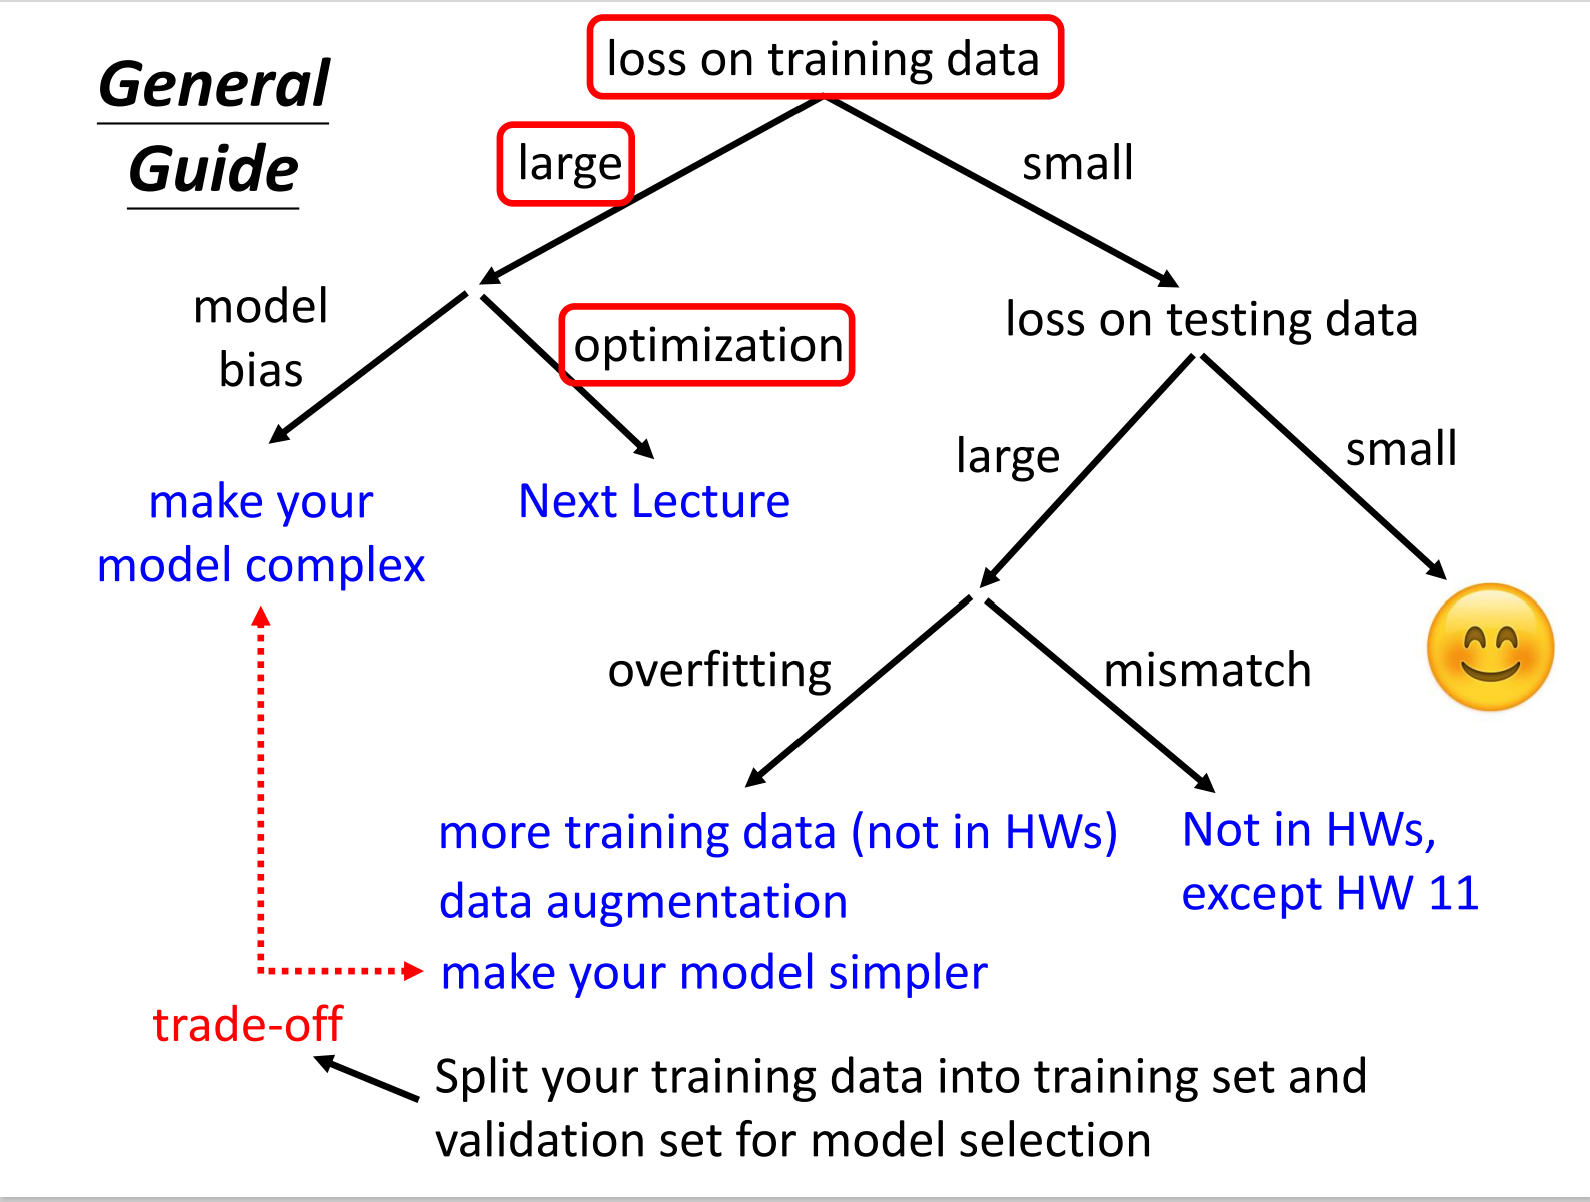 General
Guide
loss on training data
large
small
model
bias
optimization
loss on testing data
large
small
make your
model complex
Next Lecture
overfitting
mismatch
more training data (not in HWs)
data augmentation
make your model simpler
Not in HWs,
except HW 11
trade-off
Split your training data into training set and
validation set for model selection